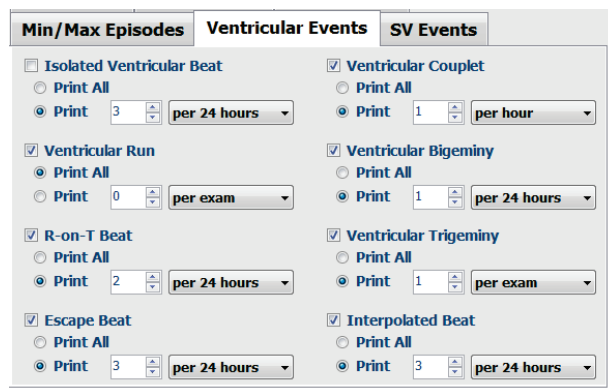 Min/Max Episodes Ventricular Events SV Events
Isolated Ventricular Beat Ventricular Couplet
Print All Print All
Print 3 per 24 hours Print 1 per hour
Ventricular Run Ventricular Bigeminy
Print All Print All
Print 0 per exam Print 1 per 24 hours
R-on-T Beat Ventricular Trigeminy
Print All Print All
Print 2 per 24 hours Print 1 per exam
Escape Beat Interpolated Beat
Print All Print All
Print 3 per 24 hours Print 3 per 24 hours